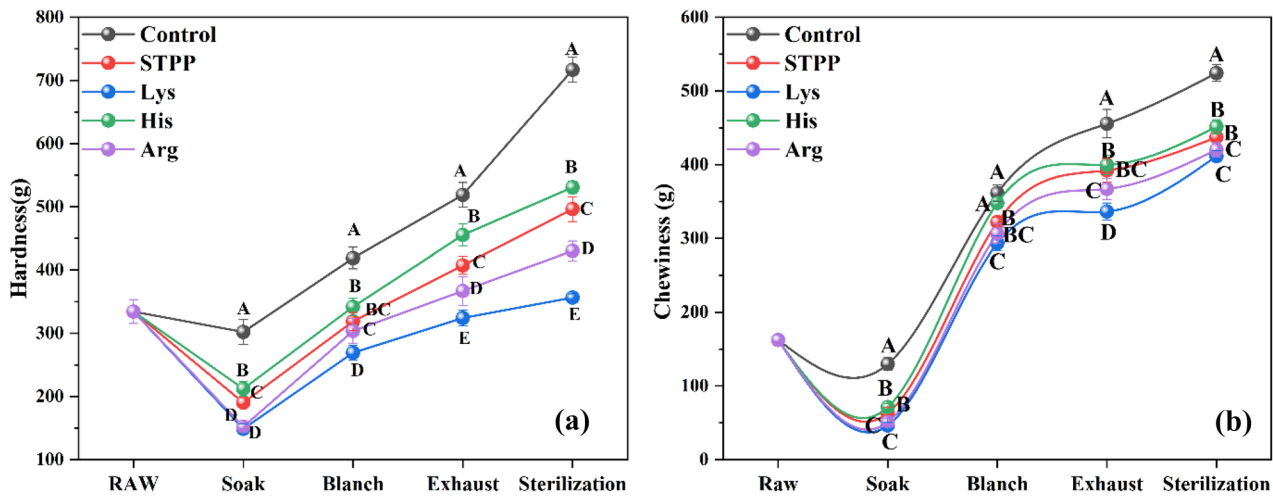 800
700
600
500
400
300
200
100
Hardness(g)
Control
STPP
Lys
His
Arg
A
B
C
D
D
A
B
BC
C
D
A
B
C
D
E
A
B
C
D
E
(a)
RAW Soak Blanch Exhaust Sterilization
600
500
400
300
200
100
0
Chewiness (g)
Control
STPP
Lys
His
Arg
A
B
B
C
C
A
A
B
BC
C
A
B
BC
C
D
A
B
B
C
C
(b)
Raw Soak Blanch Exhaust Sterilization